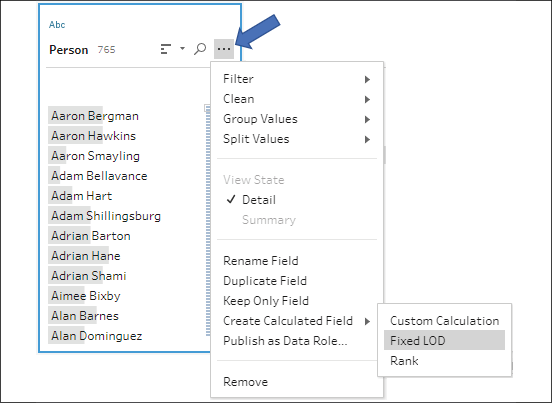 Abc
Person 765
Aaron Bergman
Aaron Hawkins
Aaron Smayling
Adam Bellavance
Adam Hart
Adam Shillingsburg
Adrian Barton
Adrian Hane
Adrian Shami
Aimee Bixby
Alan Barnes
Alan Dominguez
Filter
Clean
Group Values
Split Values
View State
Detail
Summary
Rename Field
Duplicate Field
Keep Only Field
Create Calculated Field
Publish as Data Role...
Remove
Custom Calculation
Fixed LOD
Rank